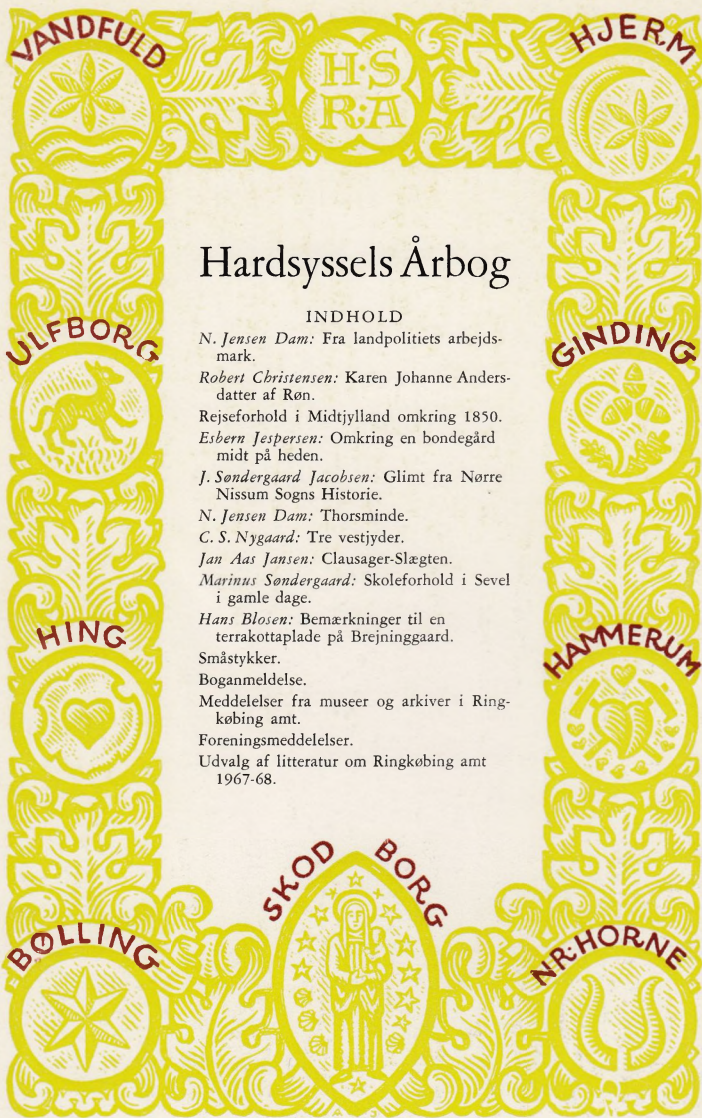 VANDFULD
H·S
R·A
HJERM
Hardsyssels Årbog
INDHOLD
N. Jensen Dam: Fra landpolitiets arbejds-
mark.
Robert Christensen: Karen Johanne Anders-
datter af Røn.
Rejseforhold i Midtjylland omkring 1850.
Esbern Jespersen: Omkring en bondegård
midt på heden.
J. Søndergaard Jacobsen: Glimt fra Nørre
Nissum Sogns Historie.
N. Jensen Dam: Thorsminde.
C. S. Nygaard: Tre vestjyder.
Jan Aas Jansen: Clausager-Slægten.
Marinus Søndergaard: Skoleforhold i Sevel
i gamle dage.
Hans Blosen: Bemærkninger til en
terrakottaplade på Brejninggaard.
Småstykker.
Boganmeldelse.
Meddelelser fra museer og arkiver i Ring-
købing amt.
Foreningsmeddelelser.
Udvalg af litteratur om Ringkøbing amt
1967-68.
ULFBORG
GINDING
HING
HAMMERUM
SKOD BORG
BØLLING
NR·HORNE